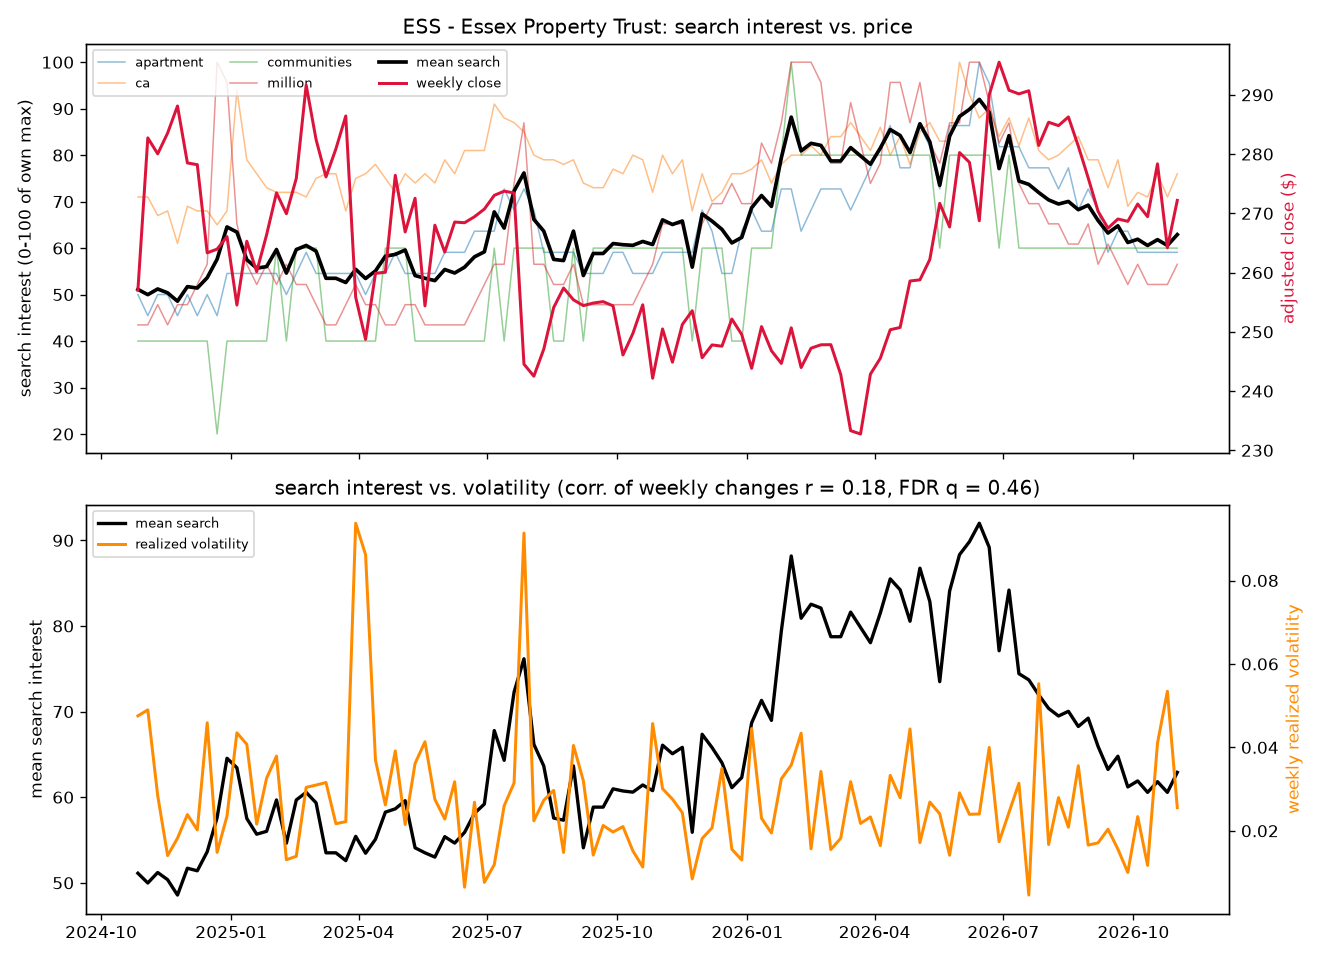 ESS - Essex Property Trust: search interest vs. price
apartment
ca
communities
million
mean search
weekly close
search interest (0-100 of own max)
100
90
80
70
60
50
40
30
20
adjusted close ($)
290
280
270
260
250
240
230
search interest vs. volatility (corr. of weekly changes r = 0.18, FDR q = 0.46)
mean search
realized volatility
mean search interest
90
80
70
60
50
weekly realized volatility
0.08
0.06
0.04
0.02
2024-10
2025-01
2025-04
2025-07
2025-10
2026-01
2026-04
2026-07
2026-10